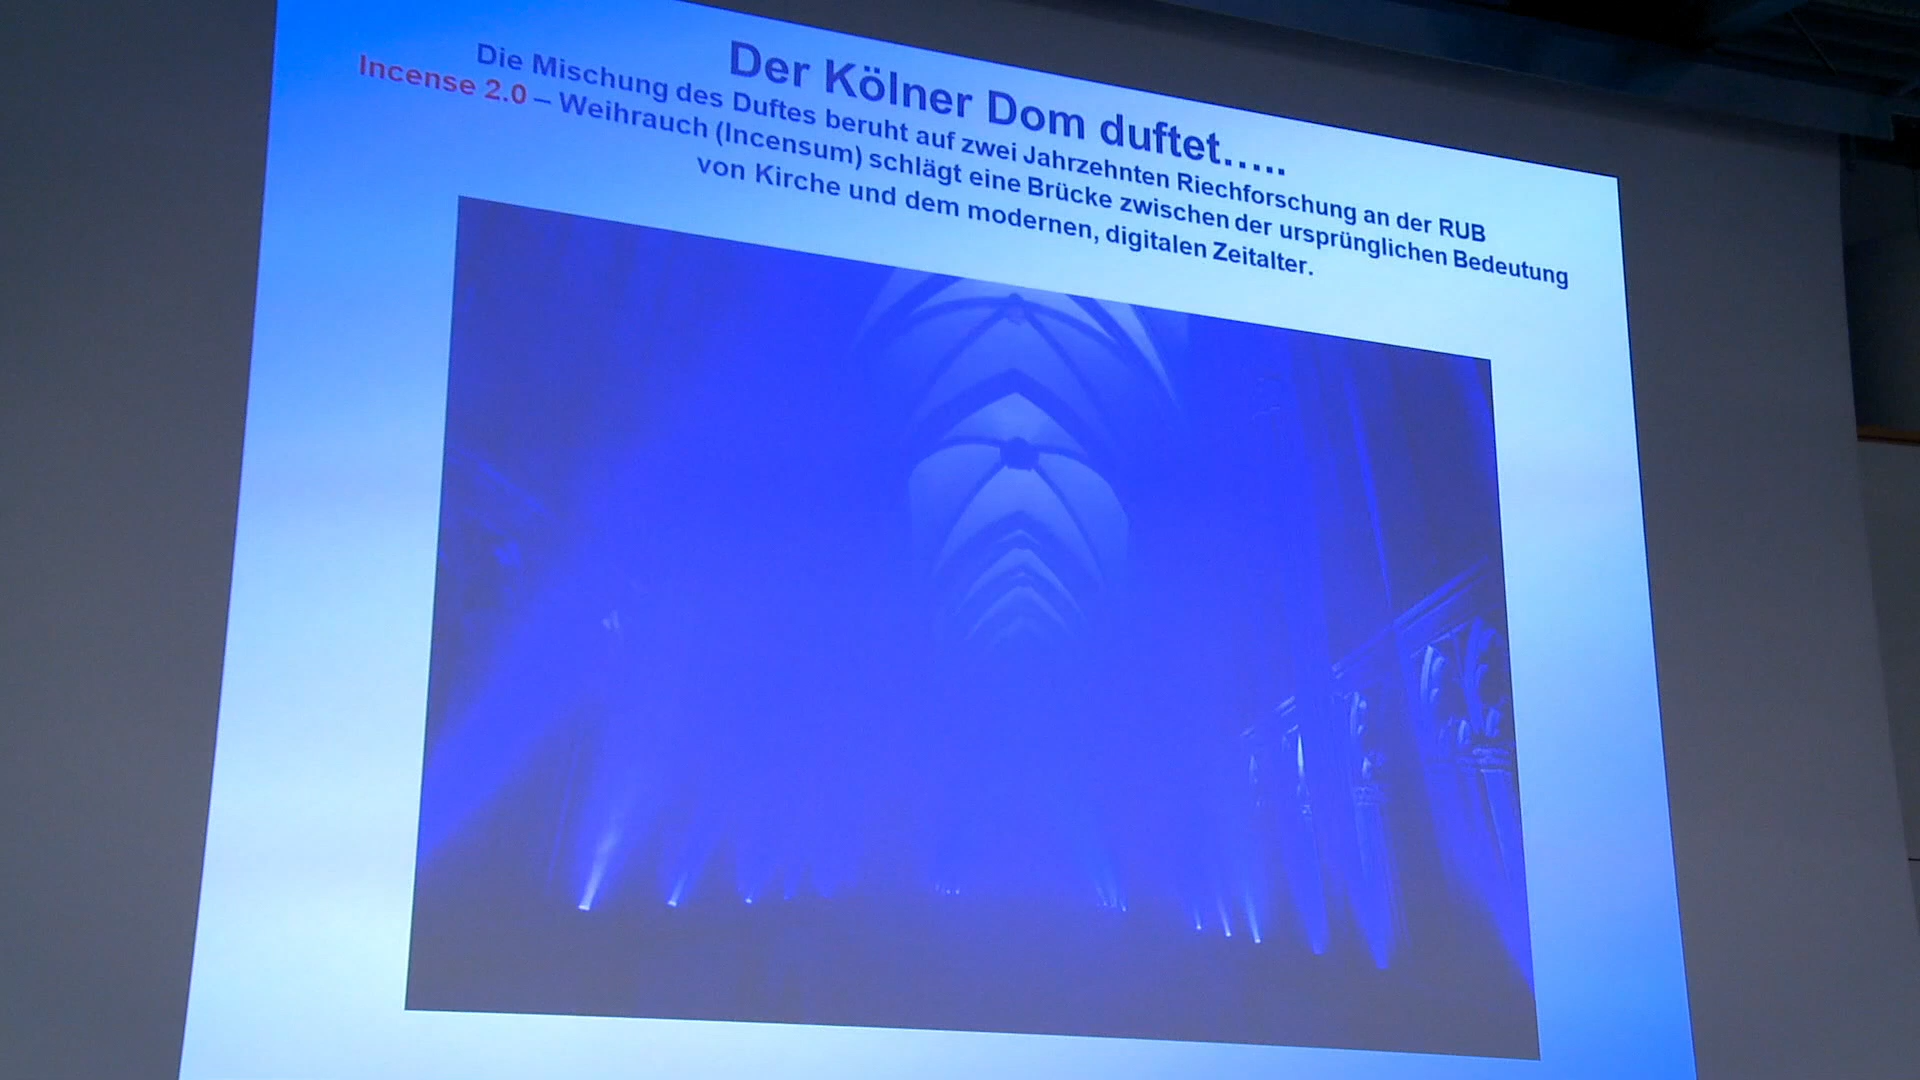 Der Kölner Dom duftet…..
Die Mischung des Duftes beruht auf zwei Jahrzehnten Riechforschung an der RUB
Incense 2.0 – Weihrauch (Incensum) schlägt eine Brücke zwischen der ursprünglichen Bedeutung
von Kirche und dem modernen, digitalen Zeitalter.